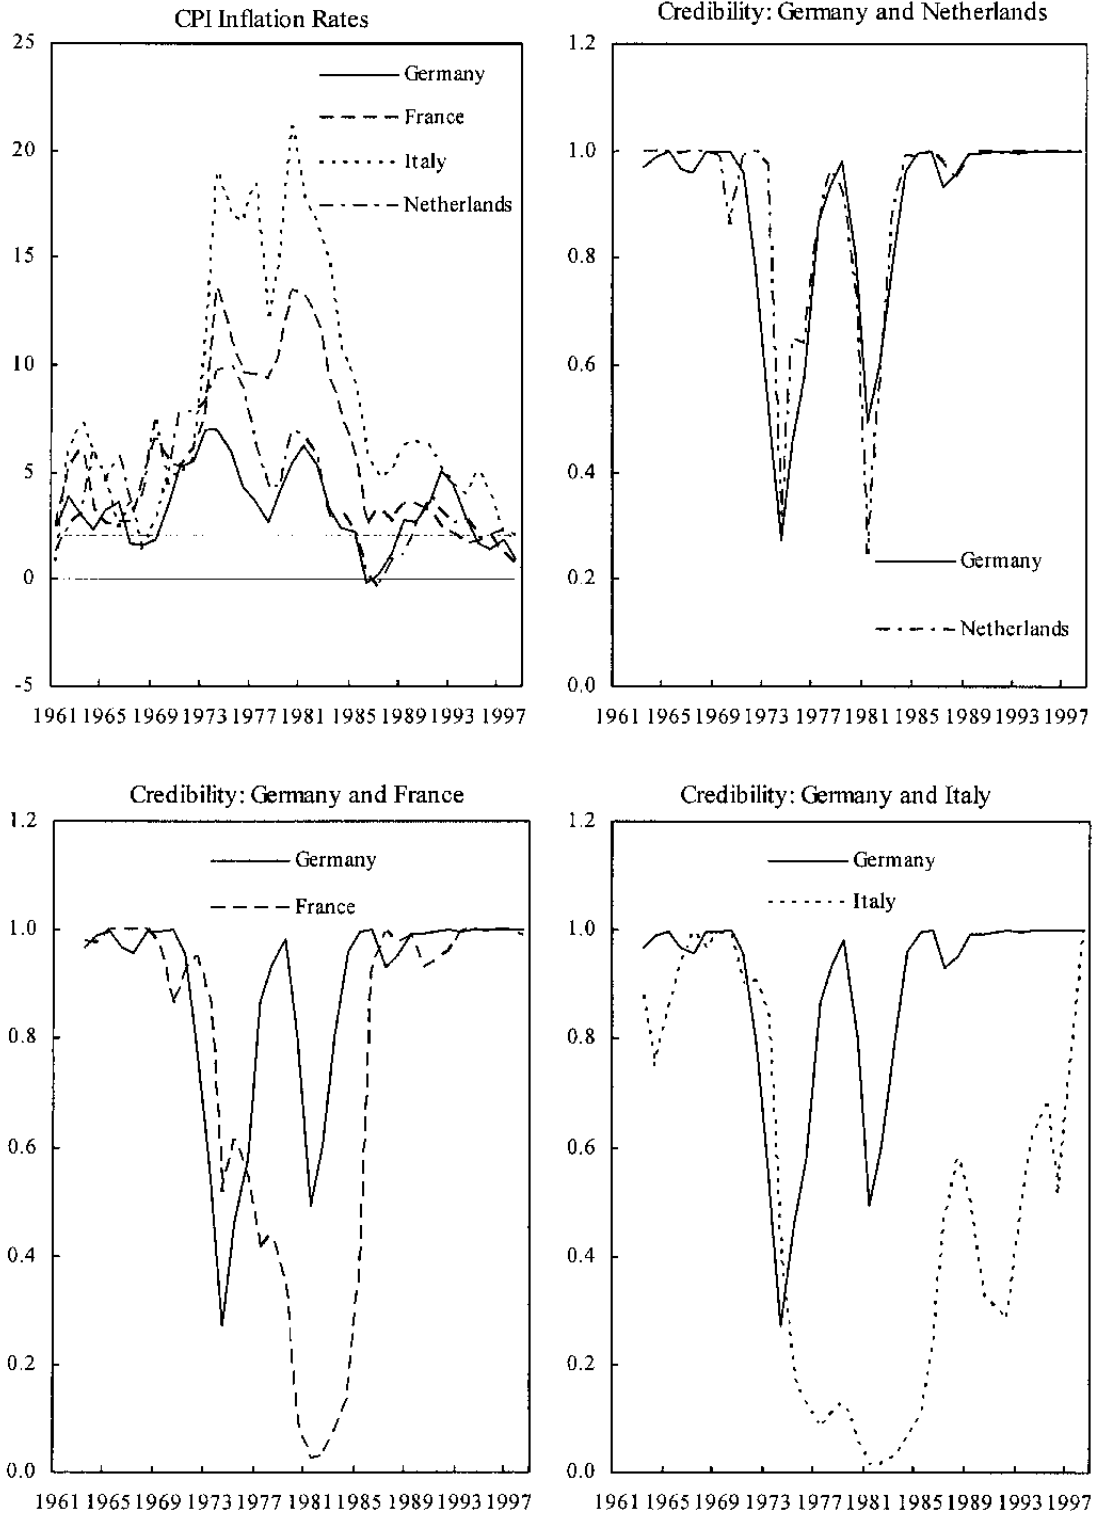 CPI Inflation Rates
25
20
15
10
5
0
-5
Germany
France
Italy
Netherlands
1961 1965 1969 1973 1977 1981 1985 1989 1993 1997
Credibility: Germany and Netherlands
1.2
1.0
0.8
0.6
0.4
0.2
0.0
Germany
Netherlands
1961 1965 1969 1973 1977 1981 1985 1989 1993 1997
Credibility: Germany and France
1.2
1.0
0.8
0.6
0.4
0.2
0.0
Germany
France
1961 1965 1969 1973 1977 1981 1985 1989 1993 1997
Credibility: Germany and Italy
1.2
1.0
0.8
0.6
0.4
0.2
0.0
Germany
Italy
1961 1965 1969 1973 1977 1981 1985 1989 1993 1997